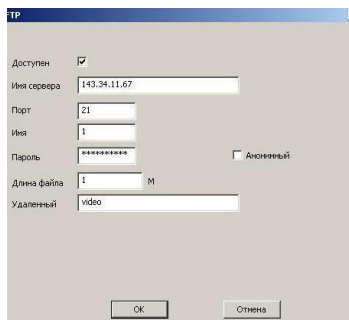 FTP
Доступен
Имя сервера 143.34.11.67
Порт 21
Имя 1
Пароль **********
Анонимный
Длина файла 1 М
Удаленный video
OK Отмена